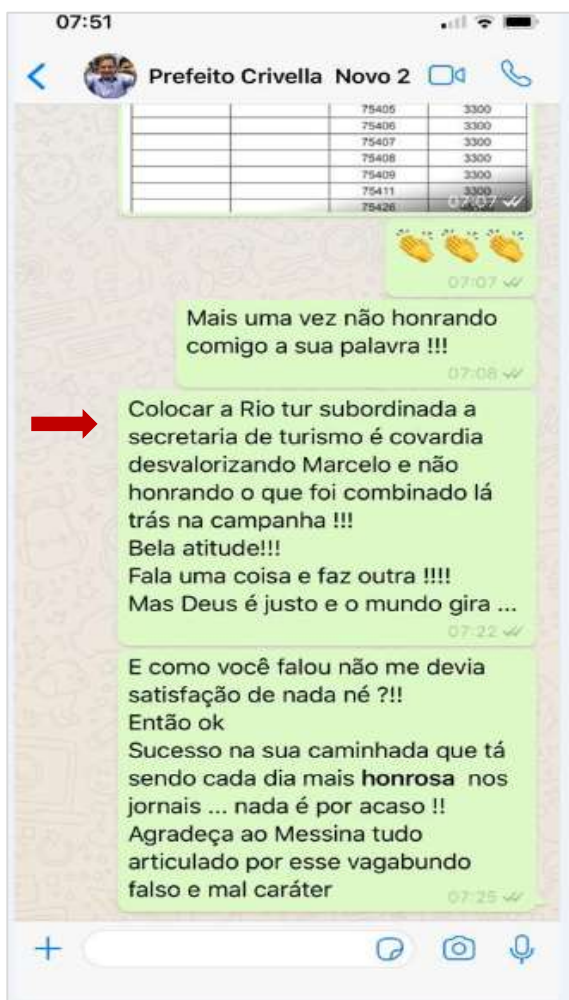 07:51
Prefeito Crivella Novo 2
75405 3300
75406 3300
75407 3300
75408 3300
75409 3300
75411 3300
75426
07:07
07:07
Mais uma vez não honrando
comigo a sua palavra !!!
07:08
Colocar a Rio tur subordinada a
secretaria de turismo é covardia
desvalorizando Marcelo e não
honrando o que foi combinado lá
trás na campanha !!!
Bela atitude!!!
Fala uma coisa e faz outra !!!!
Mas Deus é justo e o mundo gira ...
07:22
E como você falou não me devia
satisfação de nada né ?!!
Então ok
Sucesso na sua caminhada que tá
sendo cada dia mais honrosa nos
jornais ... nada é por acaso !!
Agradeça ao Messina tudo
articulado por esse vagabundo
falso e mal caráter
07:25